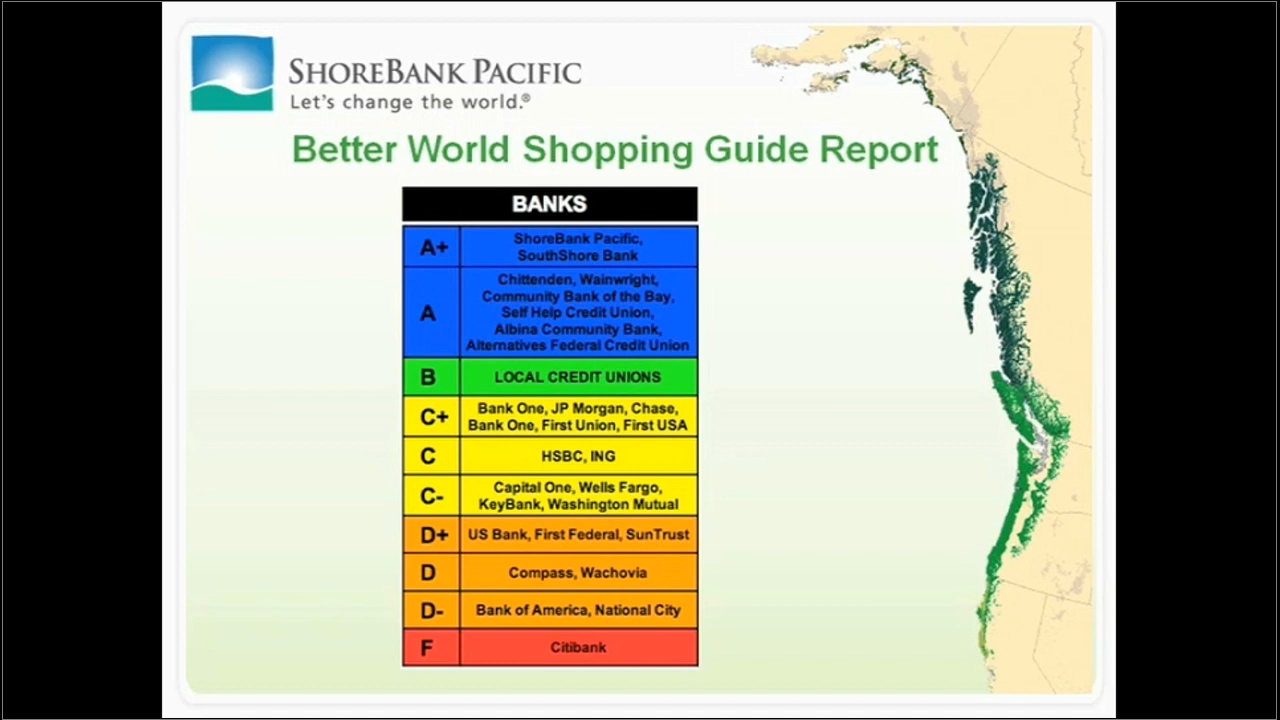 SHOREBANK PACIFIC
Let's change the world.®
Better World Shopping Guide Report
BANKS
A+
ShoreBank Pacific,
SouthShore Bank
A
Chittenden, Wainwright,
Community Bank of the Bay,
Self Help Credit Union,
Albina Community Bank,
Alternatives Federal Credit Union
B
LOCAL CREDIT UNIONS
C+
Bank One, JP Morgan, Chase,
Bank One, First Union, First USA
C
HSBC, ING
C-
Capital One, Wells Fargo,
KeyBank, Washington Mutual
D+
US Bank, First Federal, SunTrust
D
Compass, Wachovia
D-
Bank of America, National City
F
Citibank